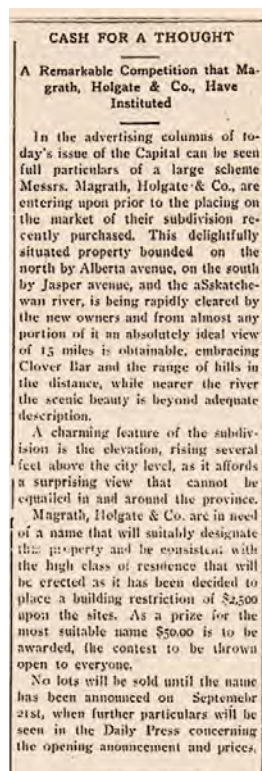 CASH FOR A THOUGHT
A Remarkable Competition that Ma-
grath, Holgate & Co., Have
Instituted
In the advertising columns of to-
day's issue of the Capital can be seen
full particulars of a large scheme
Messrs. Magrath, Holgate & Co., are
entering upon prior to the placing on
the market of their subdivision re-
cently purchased. This delightfully
situated property bounded on the
north by Alberta avenue, on the south
by Jasper avenue, and the aSskatche-
wan river, is being rapidly cleared by
the new owners and from almost any
portion of it an absolutely ideal view
of 15 miles is obtainable, embracing
Clover Bar and the range of hills in
the distance, while nearer the river
the scenic beauty is beyond adequate
description.
A charming feature of the subdiv-
ision is the elevation, rising several
feet above the city level, as it affords
a surprising view that cannot be
equalled in and around the province.
Magrath, Holgate & Co. are in need
of a name that will suitably designate
this property and be consistent with
the high class of residence that will
be erected as it has been decided to
place a building restriction of $2,500
upon the sites. As a prize for the
most suitable name $50.00 is to be
awarded, the contest to be thrown
open to everyone.
No lots will be sold until the name
has been announced on Septemebr
21st, when further particulars will be
seen in the Daily Press concerning
the opening anouncement and prices.